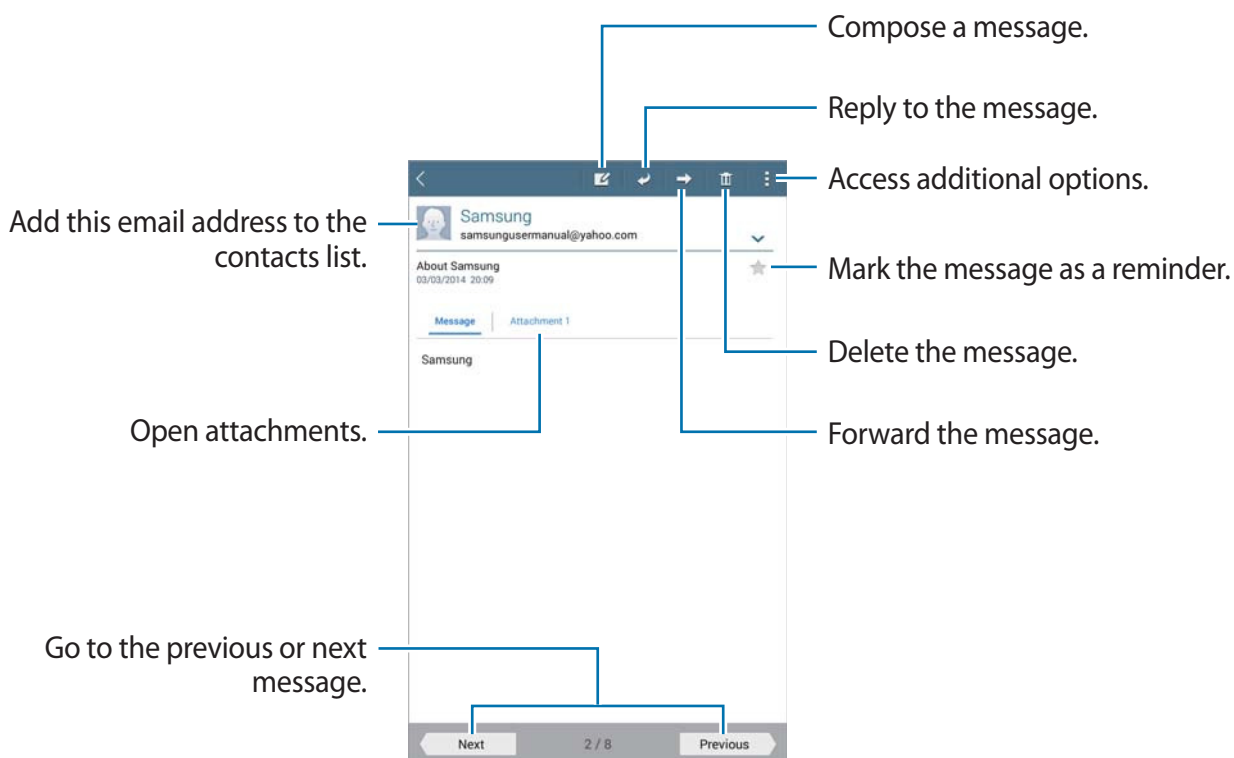 Compose a message.
Reply to the message.
Access additional options.
Add this email address to the
contacts list.
Samsung
samsungusermanual@yahoo.com
About Samsung
03/03/2014 20:09
Mark the message as a reminder.
Message
Attachment 1
Samsung
Delete the message.
Open attachments.
Forward the message.
Go to the previous or next
message.
Next
2 / 8
Previous